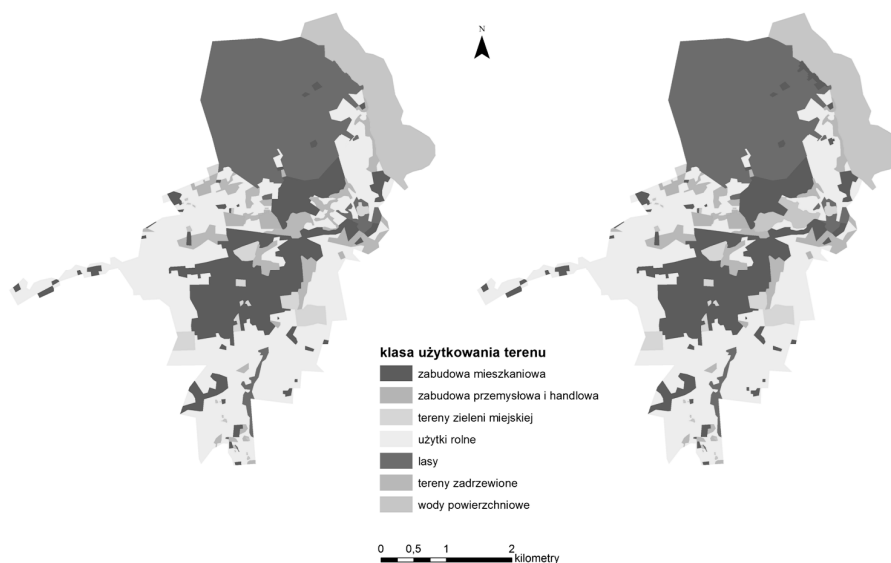 N
klasa użytkowania terenu
zabudowa mieszkaniowa
zabudowa przemysłowa i handlowa
tereny zieleni miejskiej
użytki rolne
lasy
tereny zadrzewione
wody powierzchniowe
0 0,5 1 2
kilometry